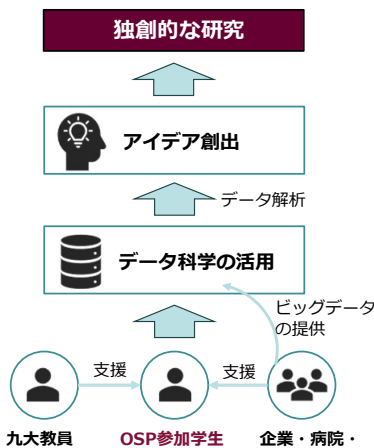 独創的な研究
アイデア創出
データ解析
データ科学の活用
ビッグデータ
の提供
支援
支援
九大教員
OSP参加学生
企業・病院・